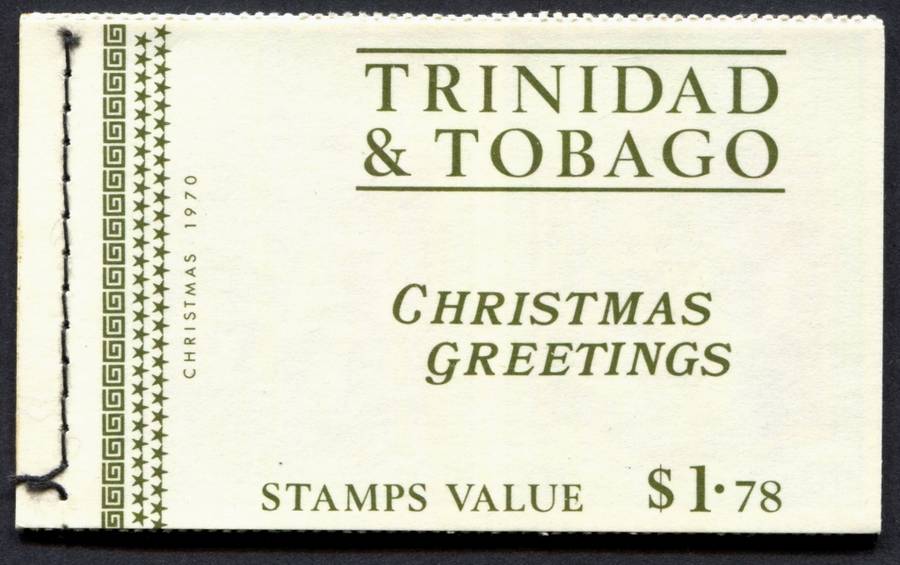 CHRISTMAS 1970
TRINIDAD
& TOBAGO
CHRISTMAS
GREETINGS
STAMPS VALUE $1·78